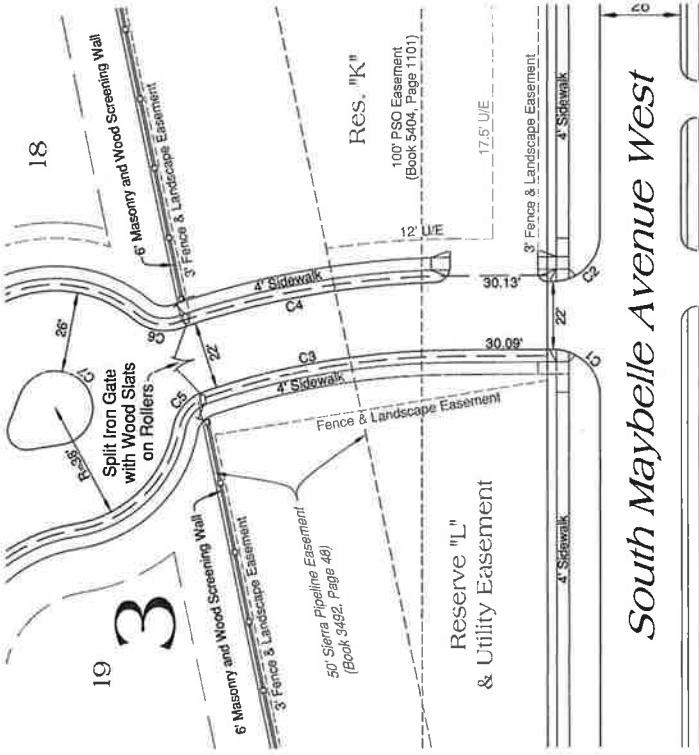 18
6' Masonry and Wood Screening Wall
3' Fence & Landscape Easement
Res. "K"
100' PSO Easement
(Book 5404, Page 1101)
17.5' U/E
3' Fence & Landscape Easement
4' Sidewalk
12' U/E
26'
C7
R=38'
C6
C5
Split Iron Gate
with Wood Slats
on Rollers
22'
4' Sidewalk
C4
30.13'
C2
22'
C3
30.09'
C1
4' Sidewalk
Fence & Landscape Easement
19
3
6' Masonry and Wood Screening Wall
3' Fence & Landscape Easement
50' Sierra Pipeline Easement
(Book 3492, Page 48)
Reserve "L"
& Utility Easement
4' Sidewalk
South Maybelle Avenue West